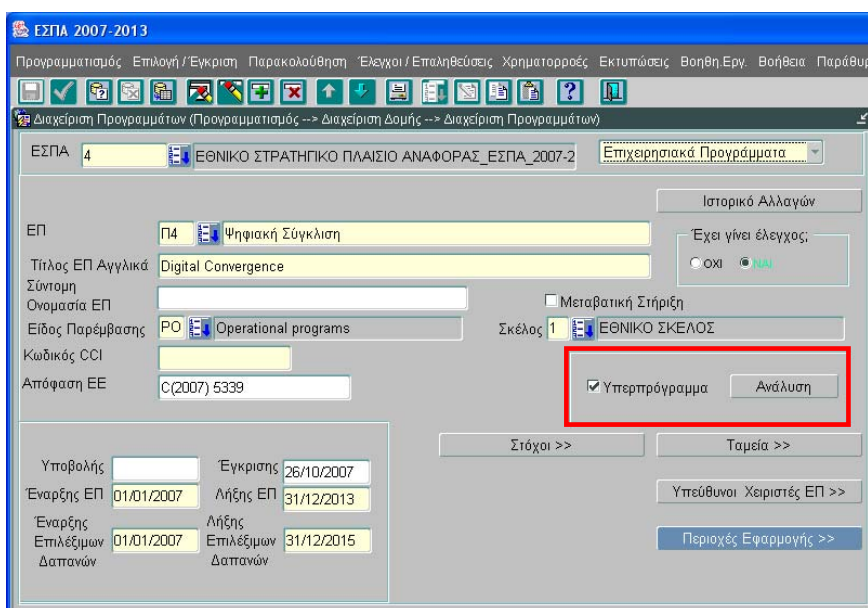 ΕΣΠΑ 2007-2013
Προγραμματισμός Επιλογή / Έγκριση Παρακολούθηση Έλεγχοι / Επαληθεύσεις Χρηματορροές Εκτυπώσεις Βοηθη.Εργ. Βοήθεια Παράθυρ
Διαχείριση Προγραμμάτων (Προγραμματισμός --> Διαχείριση Δομής --> Διαχείριση Προγραμμάτων)
ΕΣΠΑ 4 ΕΘΝΙΚΟ ΣΤΡΑΤΗΓΙΚΟ ΠΛΑΙΣΙΟ ΑΝΑΦΟΡΑΣ_ΕΣΠΑ_2007-2 Επιχειρησιακά Προγράμματα
Ιστορικό Αλλαγών
ΕΠ Π4 Ψηφιακή Σύγκλιση
Έχει γίνει έλεγχος;
Τίτλος ΕΠ Αγγλικά Digital Convergence
ΟΧΙ ΝΑΙ
Σύντομη
Ονομασία ΕΠ
Μεταβατική Στήριξη
Είδος Παρέμβασης PO Operational programs Σκέλος 1 ΕΘΝΙΚΟ ΣΚΕΛΟΣ
Κωδικός CCI
Απόφαση ΕΕ C(2007) 5339
Υπερπρόγραμμα Ανάλυση
Στόχοι >> Ταμεία >>
Υποβολής Έγκρισης 26/10/2007
Έναρξης ΕΠ 01/01/2007 Λήξης ΕΠ 31/12/2013
Υπεύθυνοι Χειριστές ΕΠ >>
Έναρξης
Επιλέξιμων
Δαπανών
01/01/2007
Λήξης
Επιλέξιμων
Δαπανών
31/12/2015
Περιοχές Εφαρμογής >>